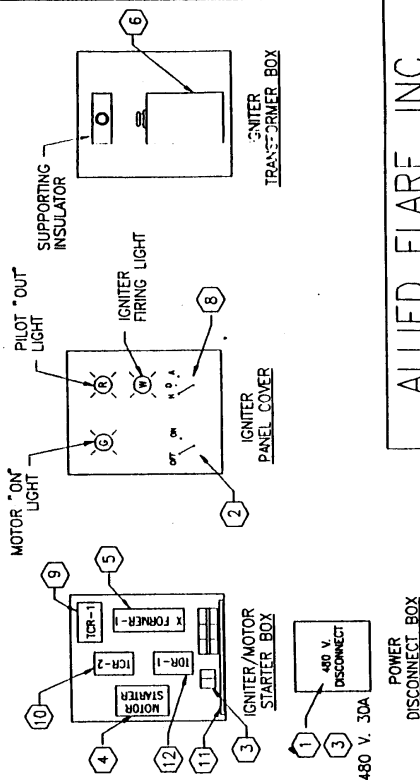 9
10
5
4
12
11
3
TCR-1
TCR-2
X FORMER-1
TDR-1
MOTOR
STARTER
IGNITER/MOTOR
STARTER BOX
1
3
480 V.
DISCONNECT
480 V. 30A
POWER
DISCONNECT BOX
MOTOR "ON"
LIGHT
PILOT "OUT"
LIGHT
IGNITER
FIRING LIGHT
G
R
W
OFF
ON
H O A
2
8
IGNITER
PANEL COVER
SUPPORTING
INSULATOR
6
IGNITER
TRANSFORMER BOX
ALLIED FLARE INC